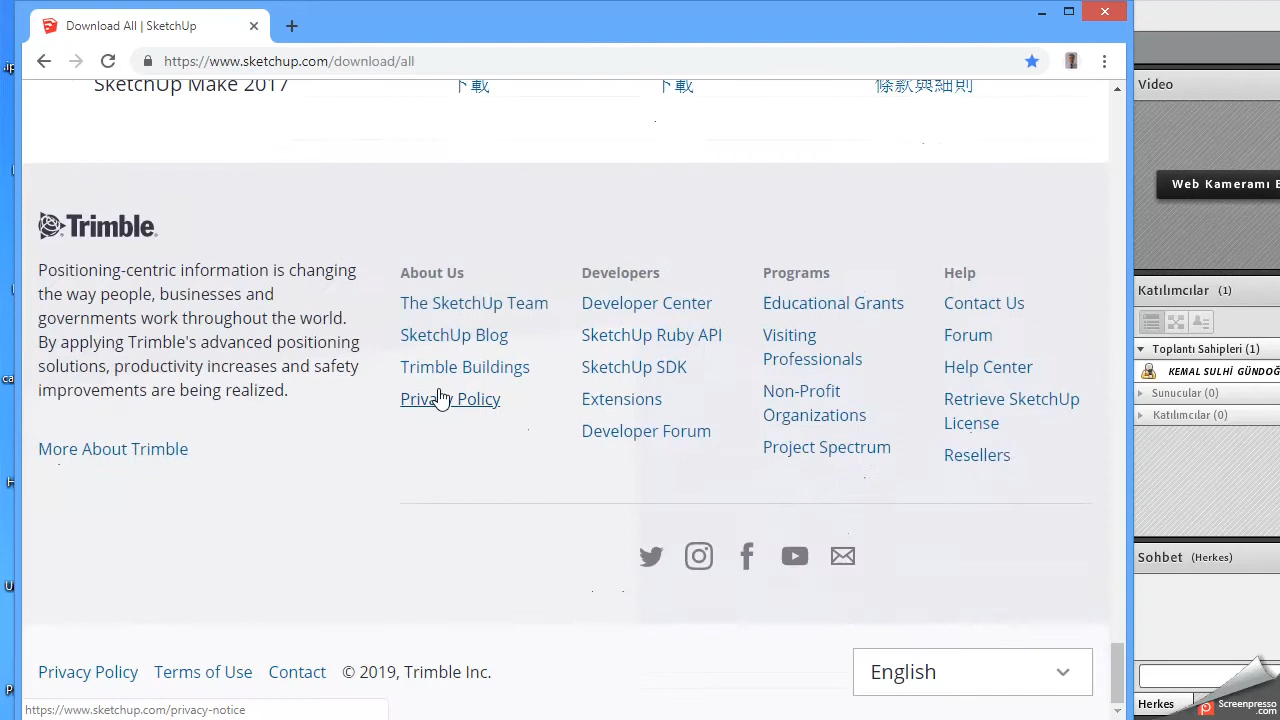 Download All | SketchUp
https://www.sketchup.com/download/all
SketchUp Make 2017 下載 下載 條款與細則
Trimble
Positioning-centric information is changing
the way people, businesses and
governments work throughout the world.
By applying Trimble's advanced positioning
solutions, productivity increases and safety
improvements are being realized.
More About Trimble
About Us
The SketchUp Team
SketchUp Blog
Trimble Buildings
Privacy Policy
Developers
Developer Center
SketchUp Ruby API
SketchUp SDK
Extensions
Developer Forum
Programs
Educational Grants
Visiting
Professionals
Non-Profit
Organizations
Project Spectrum
Help
Contact Us
Forum
Help Center
Retrieve SketchUp
License
Resellers
Privacy Policy Terms of Use Contact © 2019, Trimble Inc.
English
https://www.sketchup.com/privacy-notice
Video
Web Kameramı
Katılımcılar (1)
Toplantı Sahipleri (1)
KEMAL SULHİ
Sunucular (0)
Katılımcılar (0)
Sohbet (Herkes)
Herkes
Screenpresso
.com